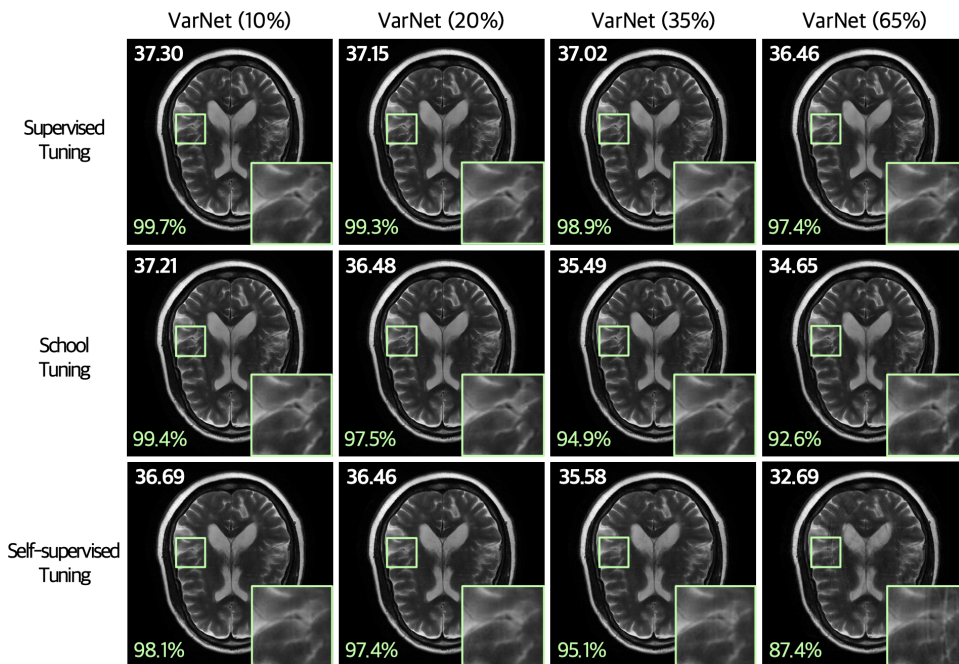 VarNet (10%) VarNet (20%) VarNet (35%) VarNet (65%)
Supervised
Tuning
37.30 37.15 37.02 36.46
99.7% 99.3% 98.9% 97.4%
School
Tuning
37.21 36.48 35.49 34.65
99.4% 97.5% 94.9% 92.6%
Self-supervised
Tuning
36.69 36.46 35.58 32.69
98.1% 97.4% 95.1% 87.4%